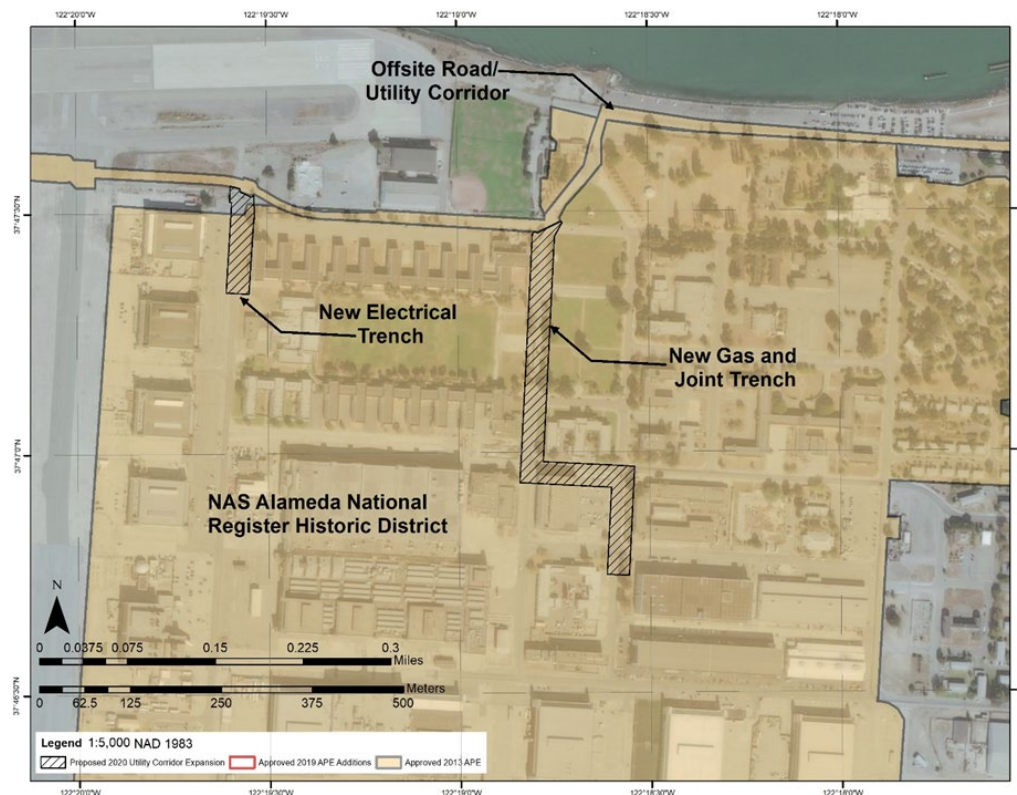 122°20'0"W
122°19'30"W
122°19'0"W
122°18'30"W
122°18'0"W
Offsite Road/
Utility Corridor
37°47'30"N
New Electrical
Trench
New Gas and
Joint Trench
37°47'0"N
NAS Alameda National
Register Historic District
N
0 0.0375 0.075 0.15 0.225 0.3
Miles
Meters
0 62.5 125 250 375 500
37°46'30"N
Legend 1:5,000 NAD 1983
Proposed 2020 Utility Corridor Expansion Approved 2019 APE Additions Approved 2013 APE
122°20'0"W
122°19'30"W
122°19'0"W
122°18'30"W
122°18'0"W